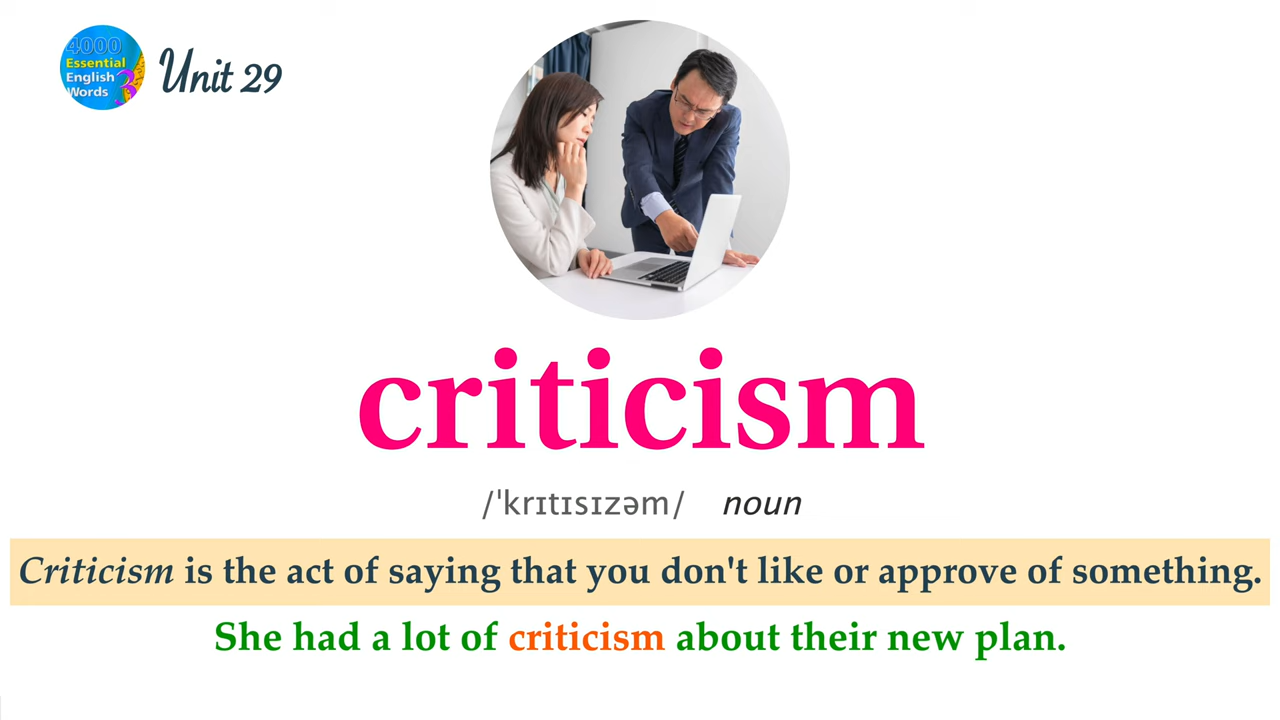 4000
Essential
English
Words 3
Unit 29
criticism
/ˈkrɪtɪsɪzəm/ noun
Criticism is the act of saying that you don't like or approve of something.
She had a lot of criticism about their new plan.